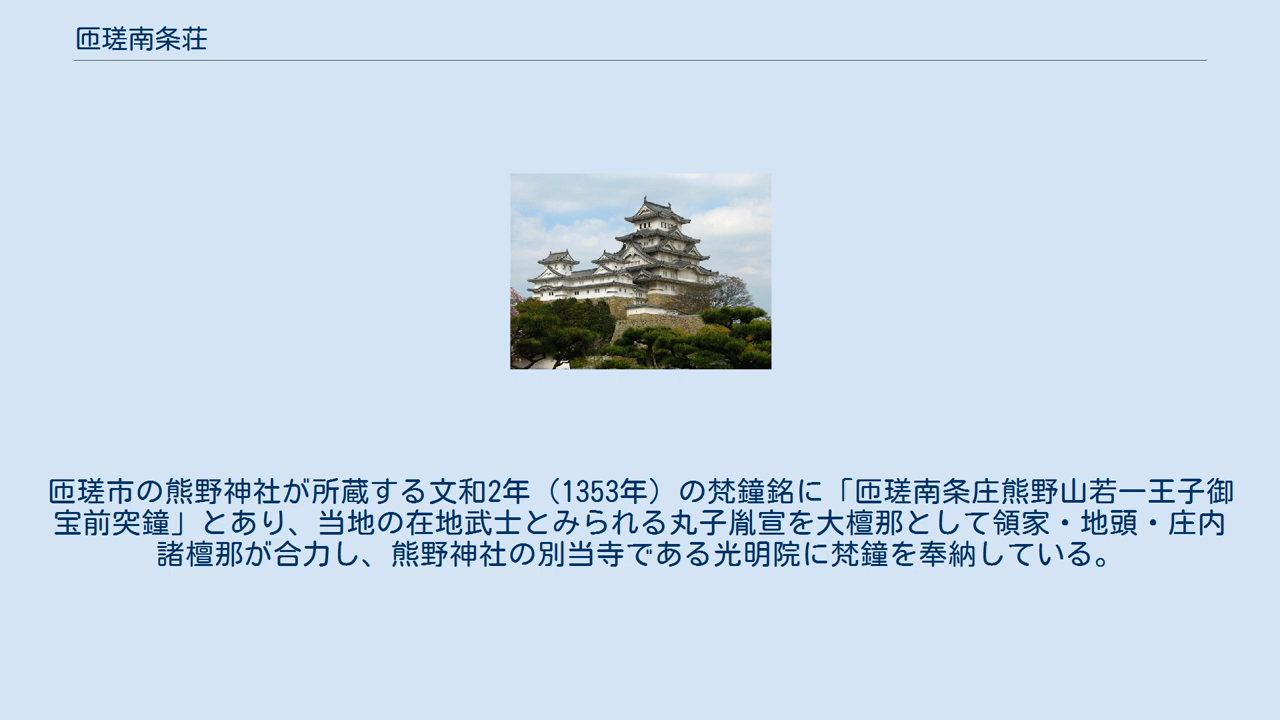 匝瑳南条荘
匝瑳市の熊野神社が所蔵する文和2年（1353年）の梵鐘銘に「匝瑳南条庄熊野山若一王子御
宝前突鐘」とあり、当地の在地武士とみられる丸子胤宣を大檀那として領家・地頭・庄内
諸檀那が合力し、熊野神社の別当寺である光明院に梵鐘を奉納している。